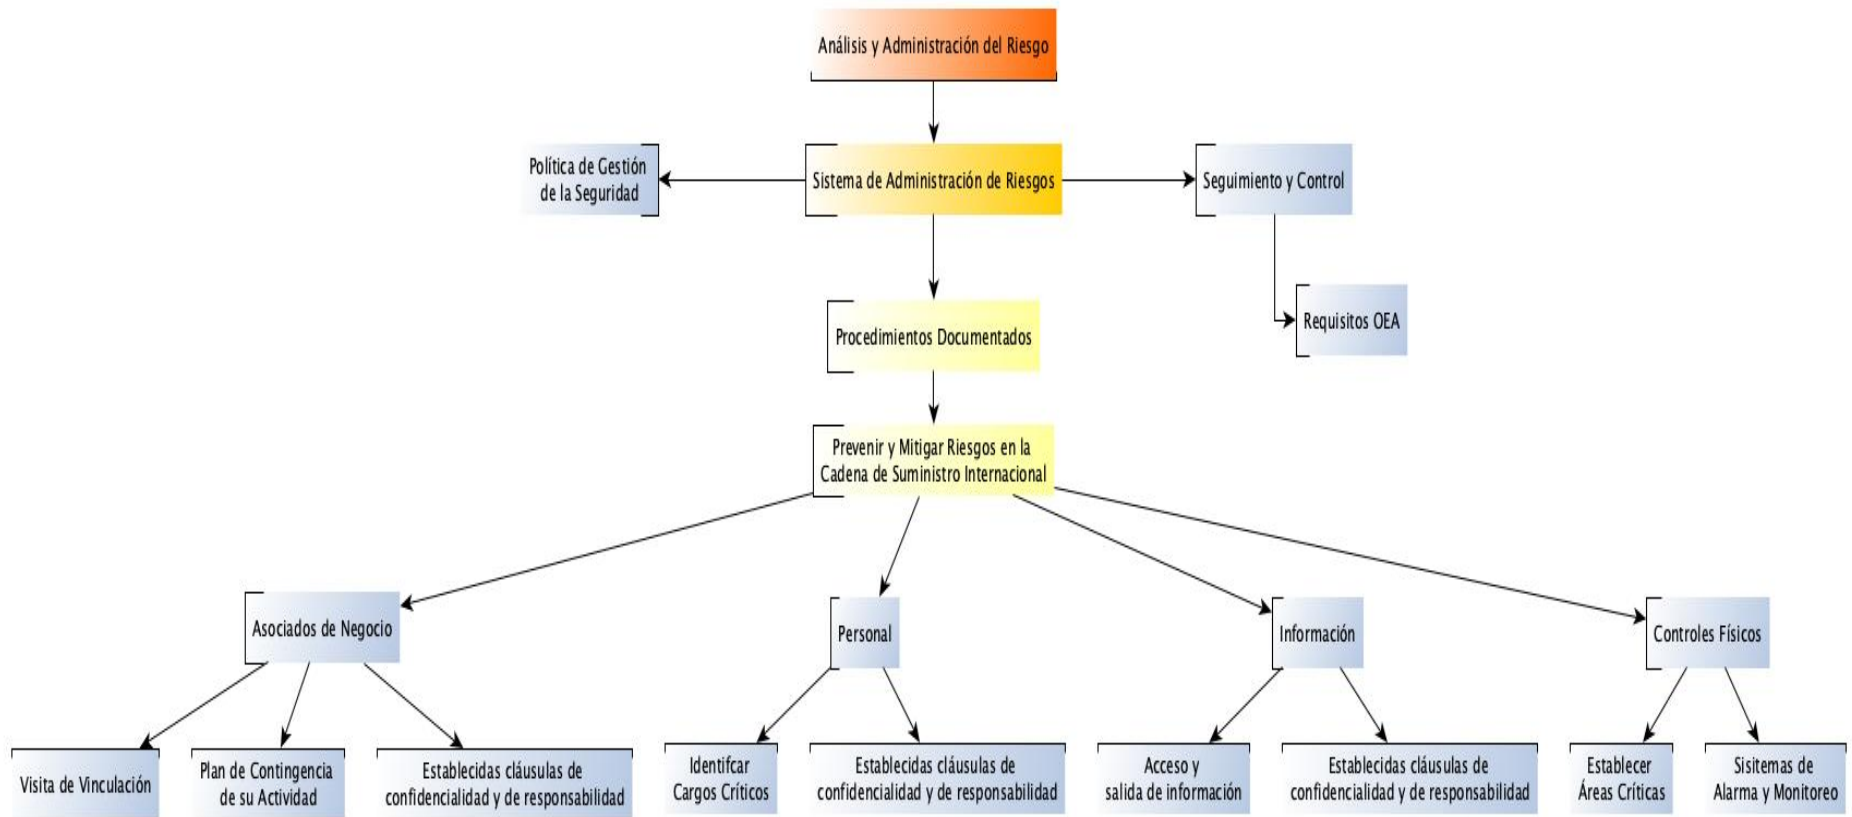 Análisis y Administración del Riesgo
Política de Gestión
de la Seguridad
Sistema de Administración de Riesgos
Seguimiento y Control
Requisitos OEA
Procedimientos Documentados
Prevenir y Mitigar Riesgos en la
Cadena de Suministro Internacional
Asociados de Negocio
Personal
Información
Controles Físicos
Visita de Vinculación
Plan de Contingencia
de su Actividad
Establecidas cláusulas de
confidencialidad y de responsabilidad
Identifcar
Cargos Críticos
Establecidas cláusulas de
confidencialidad y de responsabilidad
Acceso y
salida de información
Establecidas cláusulas de
confidencialidad y de responsabilidad
Establecer
Áreas Críticas
Sisitemas de
Alarma y Monitoreo